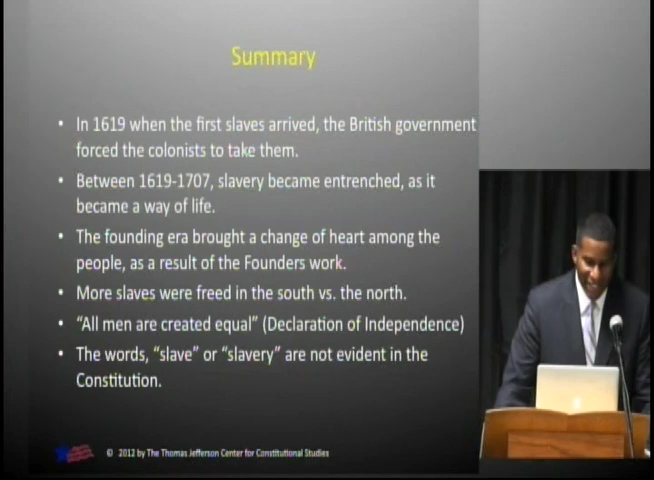 Summary
• In 1619 when the first slaves arrived, the British government
forced the colonists to take them.
• Between 1619-1707, slavery became entrenched, as it
became a way of life.
• The founding era brought a change of heart among the
people, as a result of the Founders work.
• More slaves were freed in the south vs. the north.
• “All men are created equal” (Declaration of Independence)
• The words, “slave” or “slavery” are not evident in the
Constitution.
© 2012 by The Thomas Jefferson Center for Constitutional Studies